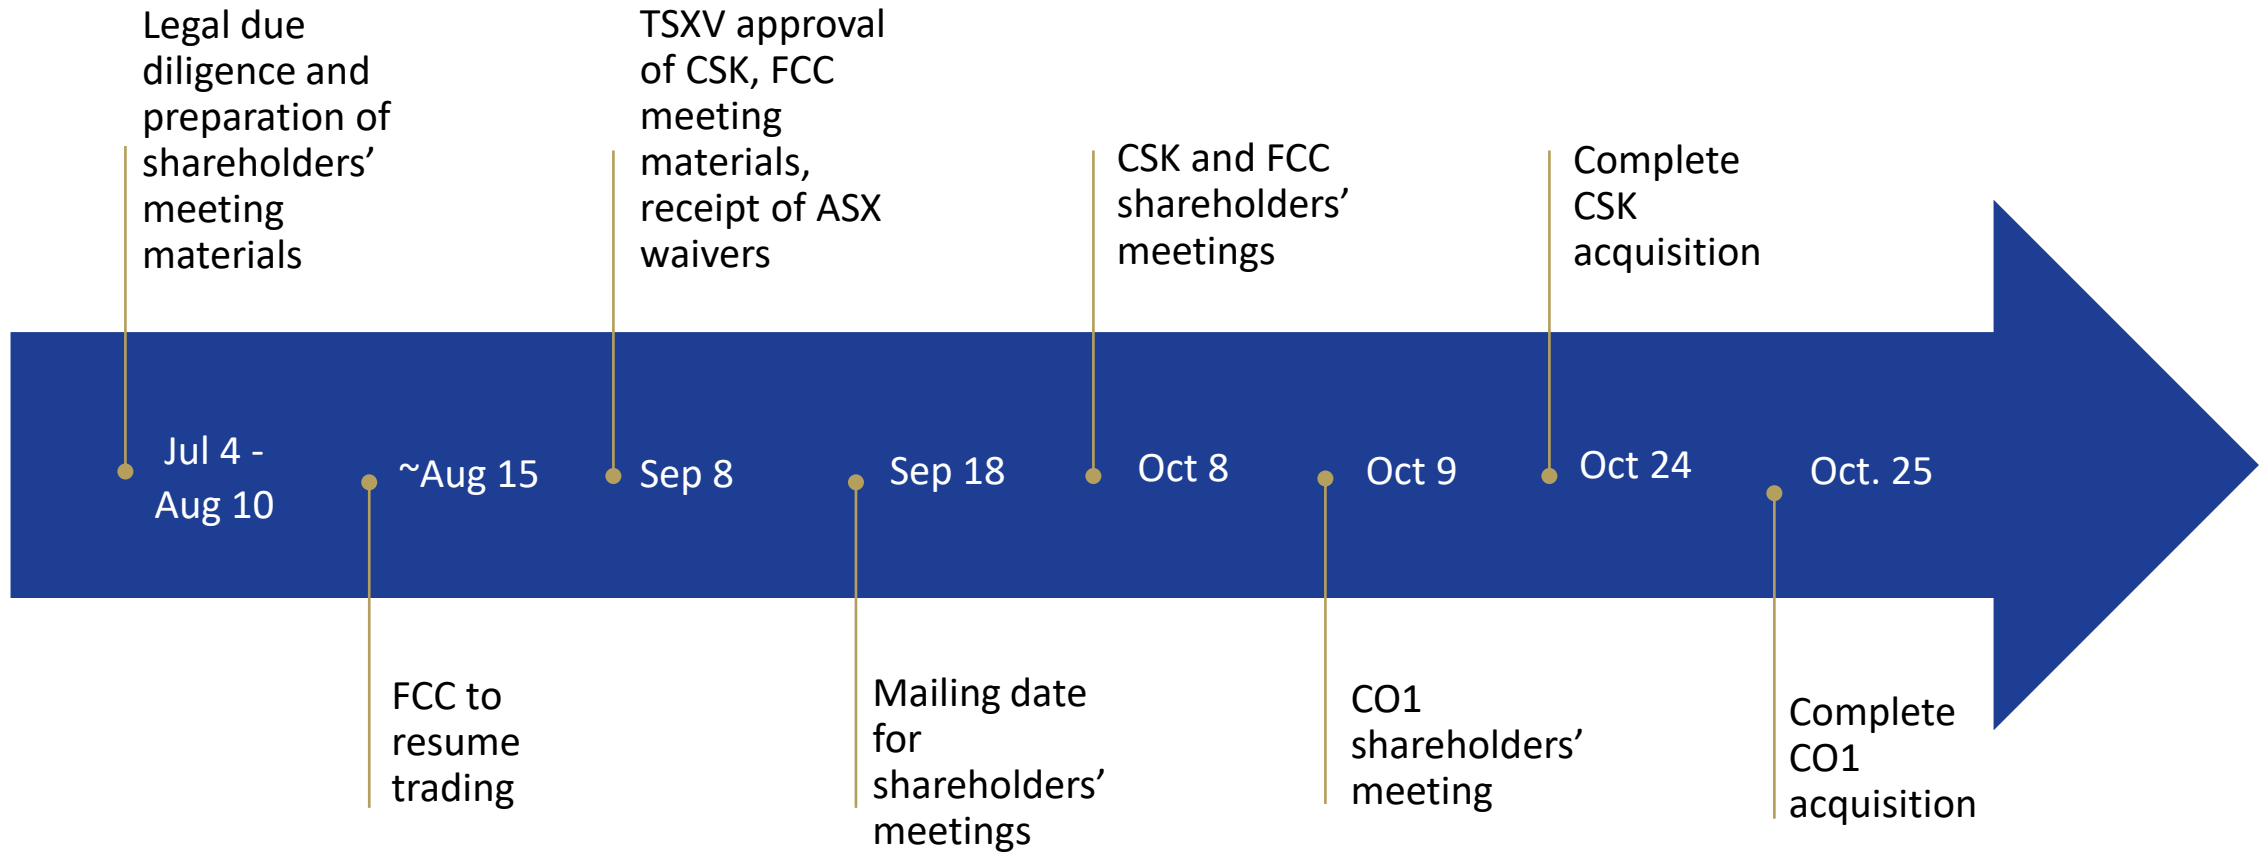 Legal due
diligence and
preparation of
shareholders’
meeting
materials
TSXV approval
of CSK, FCC
meeting
materials,
receipt of ASX
waivers
CSK and FCC
shareholders’
meetings
Complete
CSK
acquisition
Jul 4 -
Aug 10
~Aug 15
Sep 8
Sep 18
Oct 8
Oct 9
Oct 24
Oct. 25
FCC to
resume
trading
Mailing date
for
shareholders’
meetings
CO1
shareholders’
meeting
Complete
CO1
acquisition